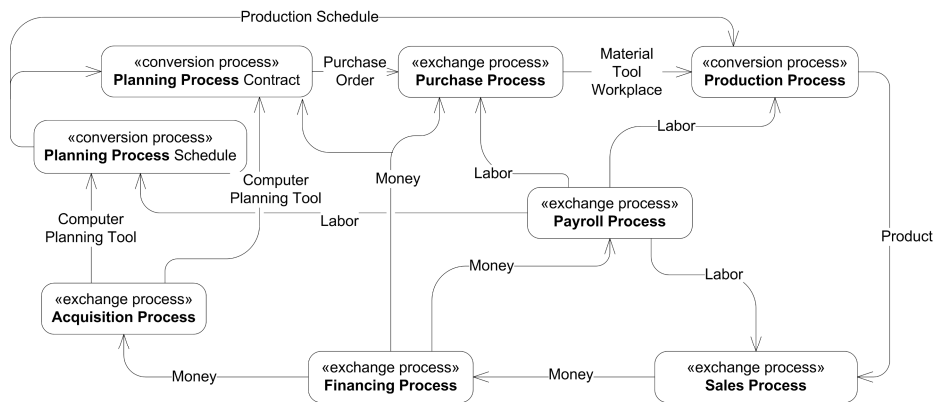 Production Schedule
«conversion process»
Planning Process Contract
Purchase
Order
«exchange process»
Purchase Process
Material
Tool
Workplace
«conversion process»
Production Process
«conversion process»
Planning Process Schedule
Labor
Computer
Planning Tool
Money
Labor
«exchange process»
Payroll Process
Labor
Computer
Planning Tool
Product
Money
Labor
«exchange process»
Acquisition Process
Money
«exchange process»
Financing Process
Money
«exchange process»
Sales Process